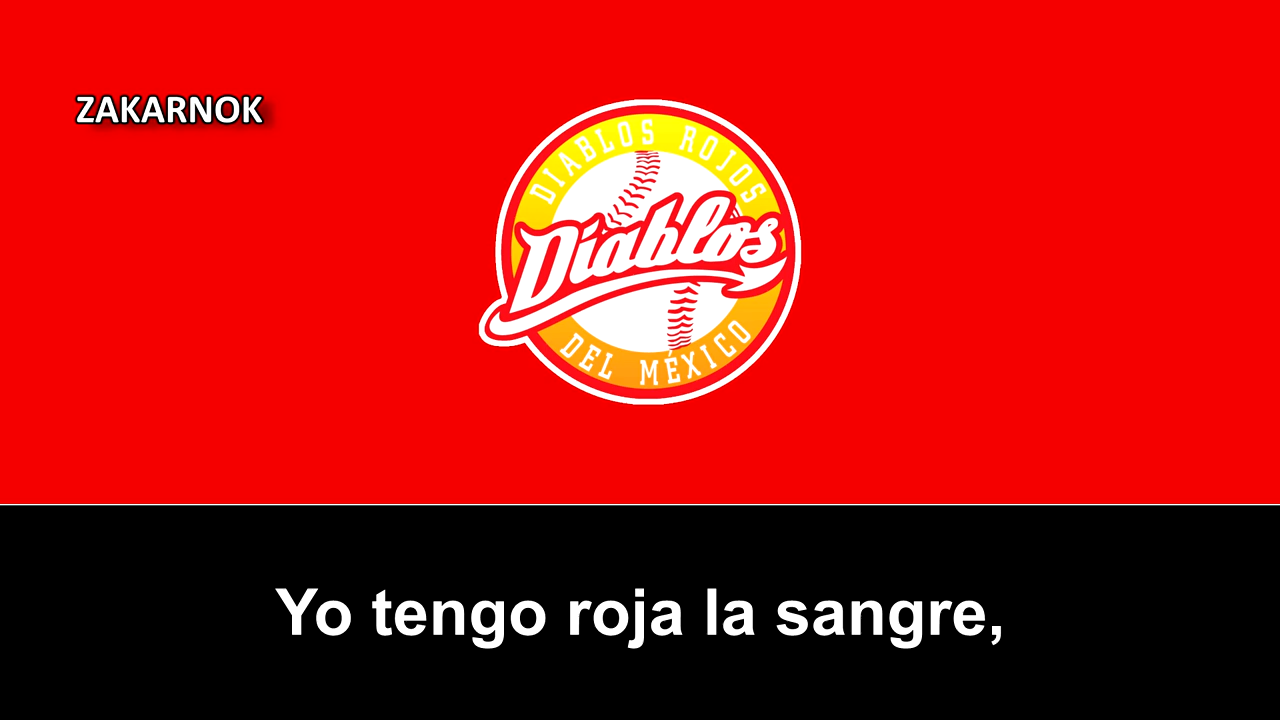 ZAKARNOK
DIABLOS ROJOS
Diablos
DEL MÉXICO
Yo tengo roja la sangre,